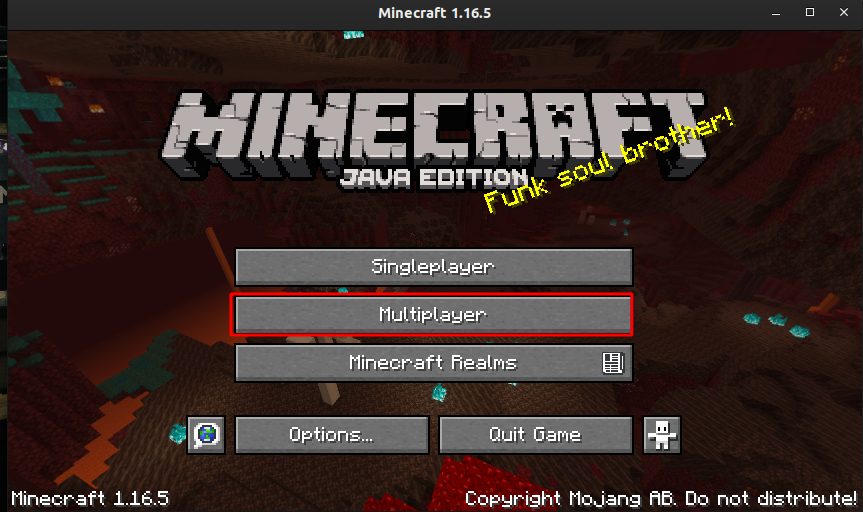 Minecraft 1.16.5
MINECRAFT
JAVA EDITION
Funk soul brother!
Singleplayer
Multiplayer
Minecraft Realms
Options...
Quit Game
Minecraft 1.16.5
Copyright Mojang AB. Do not distribute!